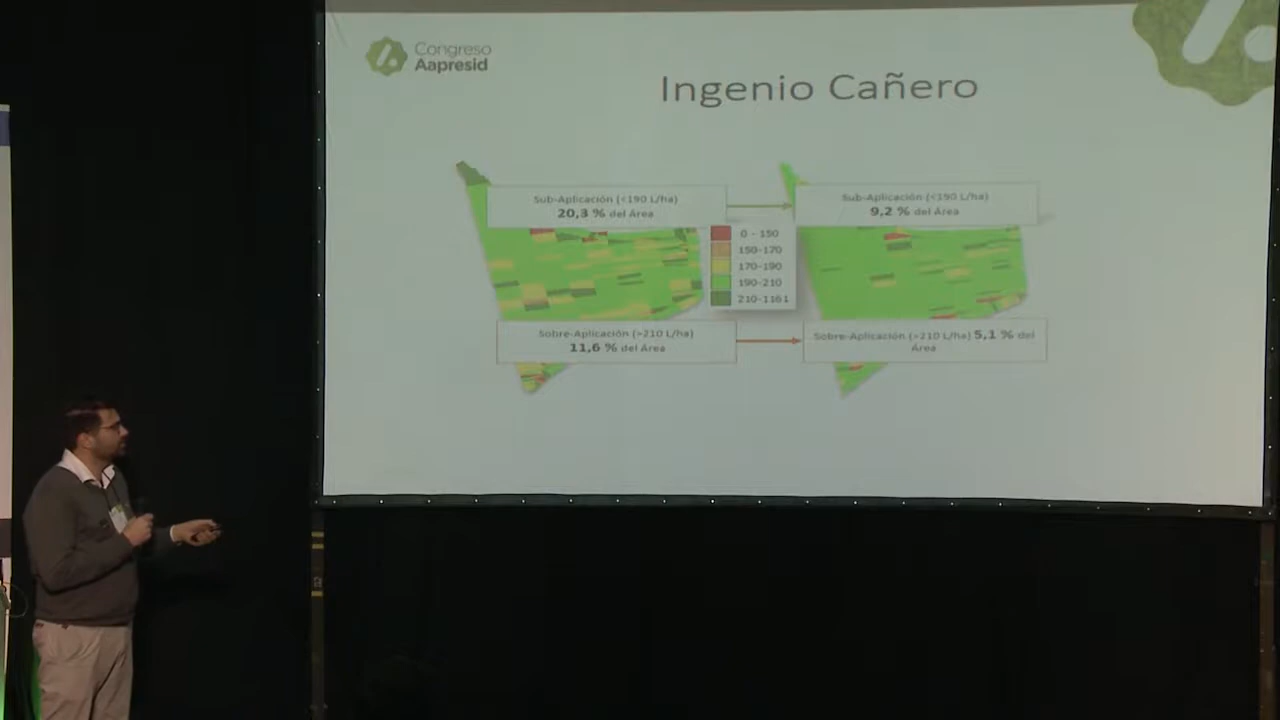 Congreso
Aapresid
Ingenio Cañero
Sub-Aplicación (<190 L/ha)
20,3 % del Área
Sub-Aplicación (<190 L/ha)
9,2 % del Área
0 - 150
150-170
170-190
190-210
210-1161
Sobre-Aplicación (>210 L/ha)
11,6 % del Área
Sobre-Aplicación (>210 L/ha) 5,1 % del
Área